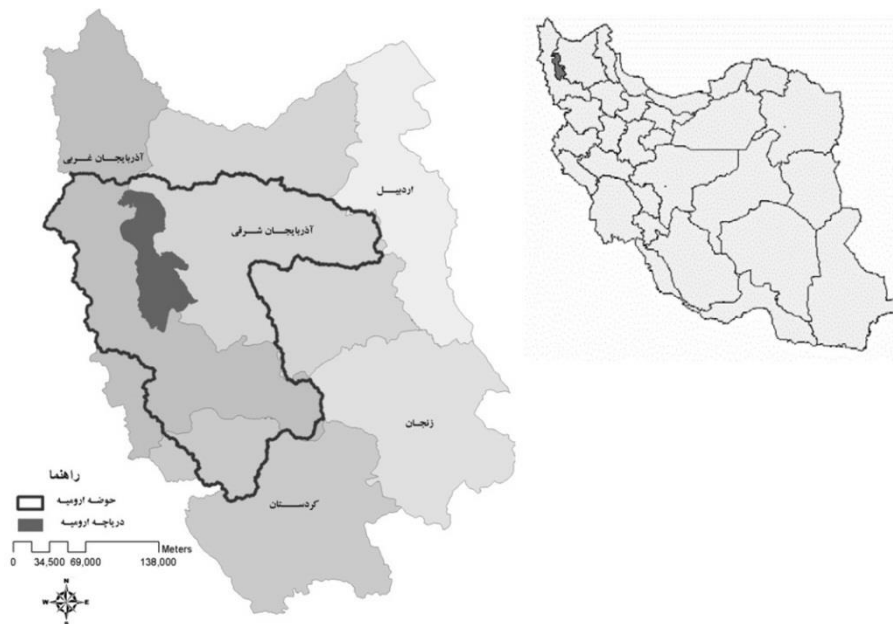 آذربایجان غربی
اردبیل
آذربایجان شرقی
زنجان
کردستان
راهنما
حوضه ارومیه
دریاچه ارومیه
Meters
0 34,500 69,000 138,000
N
W E
S